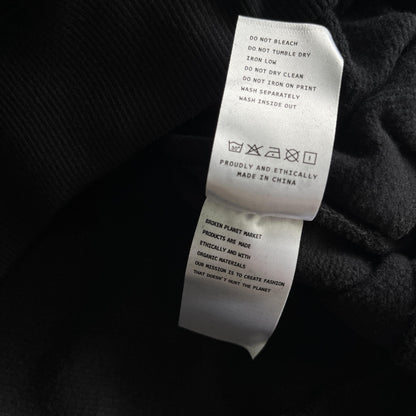 DO NOT BLEACH
DO NOT TUMBLE DRY
IRON LOW
DO NOT DRY CLEAN
DO NOT IRON ON PRINT
WASH SEPARATELY
WASH INSIDE OUT
PROUDLY AND ETHICALLY
MADE IN CHINA
BROKEN PLANET MARKET
PRODUCTS ARE MADE
ETHICALLY AND WITH
ORGANIC MATERIALS
OUR MISSION IS TO CREATE FASHION
THAT DOESN'T HURT THE PLANET